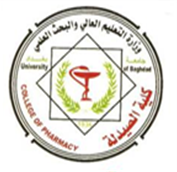 وزارة التعليم العالي والبحث العلمي
جامعة
بغداد
University
of Baghdad
كلية الصيدلة
COLLEGE OF PHARMACY